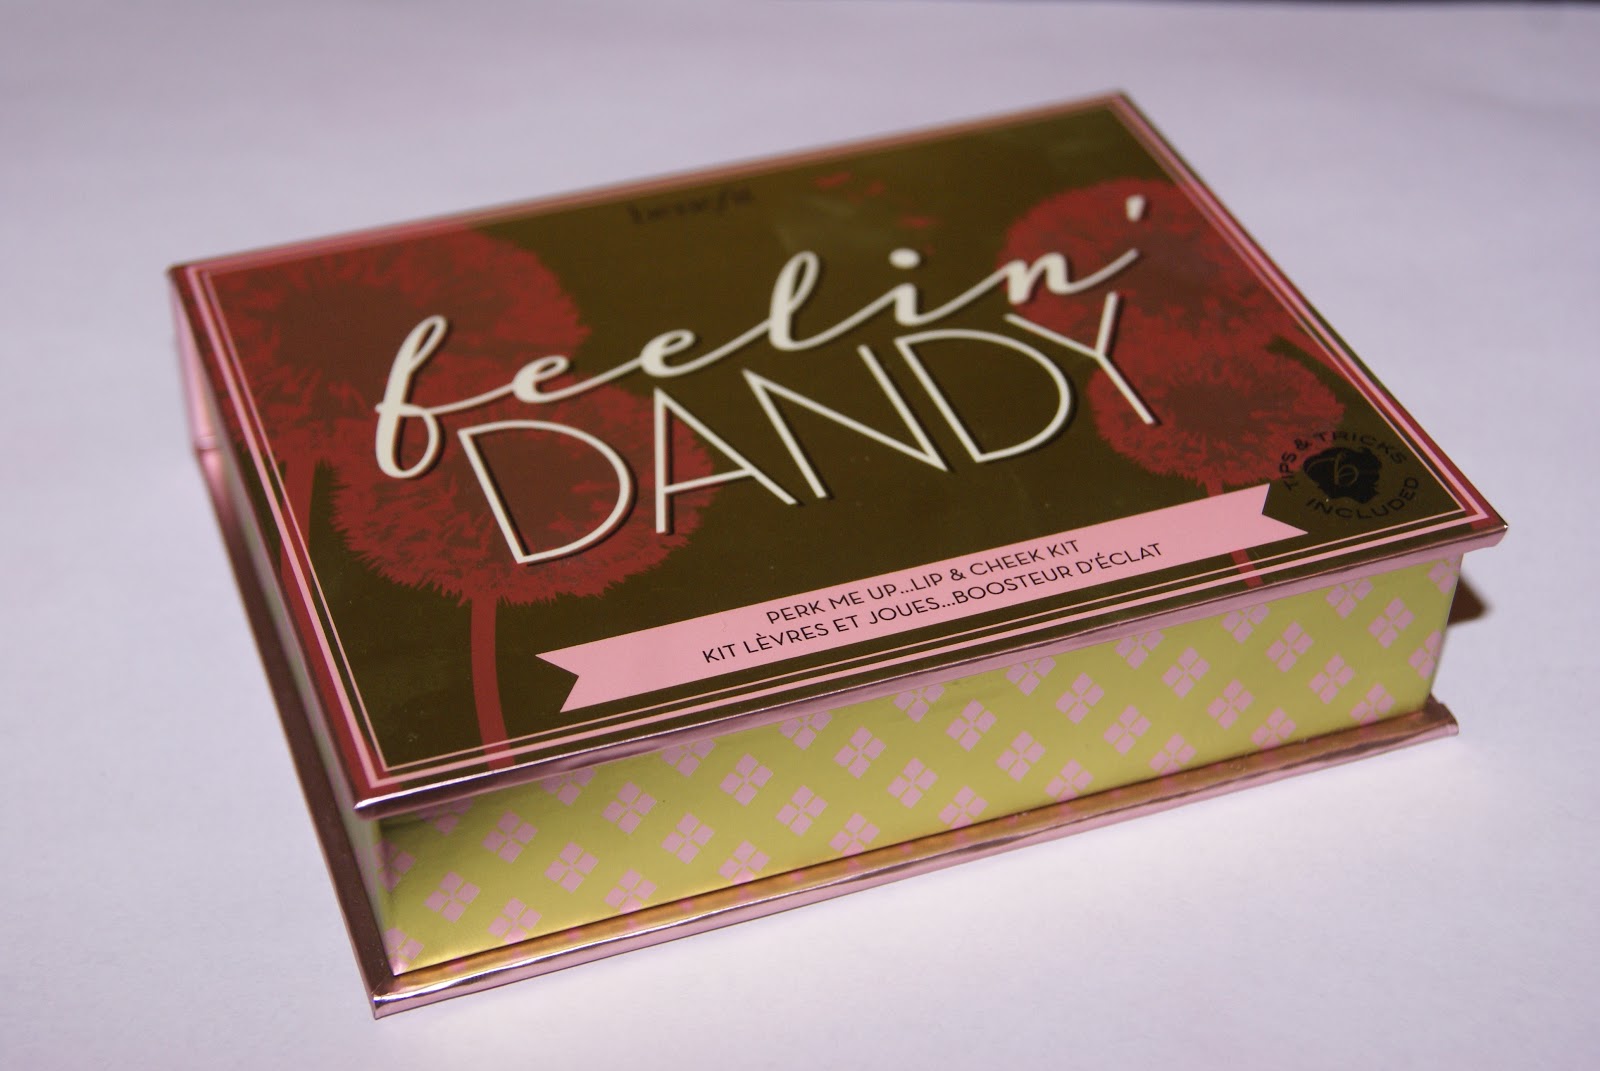 benefit
feelin'
DANDY
TIPS & TRICKS
b
INCLUDED
PERK ME UP...LIP & CHEEK KIT
KIT LÈVRES ET JOUES...BOOSTEUR D'ÉCLAT